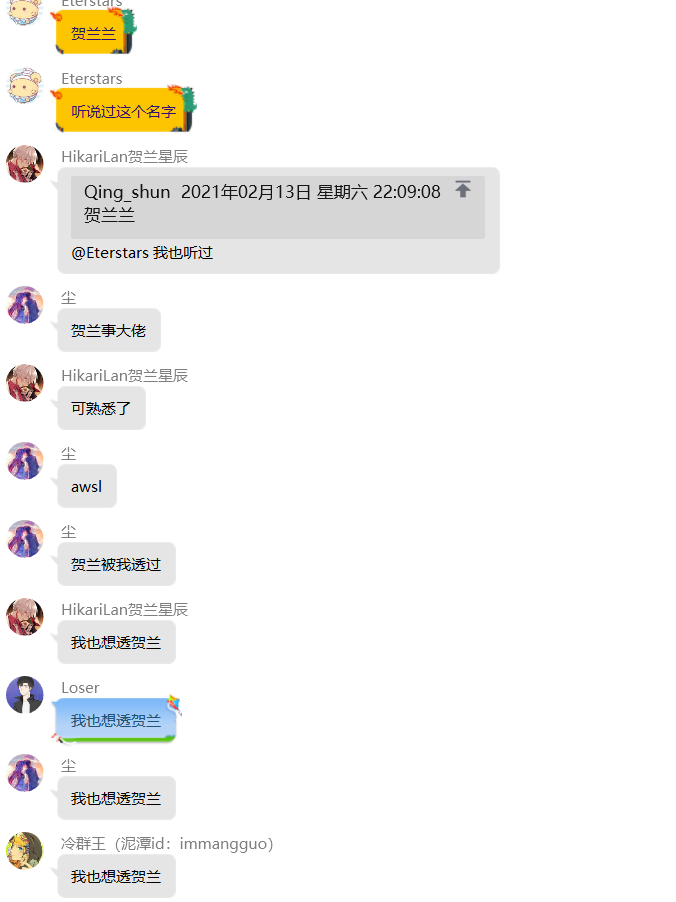 Eterstars
贺兰兰
Eterstars
听说过这个名字
HikariLan贺兰星辰
Qing_shun 2021年02月13日 星期六 22:09:08
贺兰兰
@Eterstars 我也听过
尘
贺兰事大佬
HikariLan贺兰星辰
可熟悉了
尘
awsl
尘
贺兰被我透过
HikariLan贺兰星辰
我也想透贺兰
Loser
我也想透贺兰
尘
我也想透贺兰
冷群王（泥潭id：immangguo）
我也想透贺兰